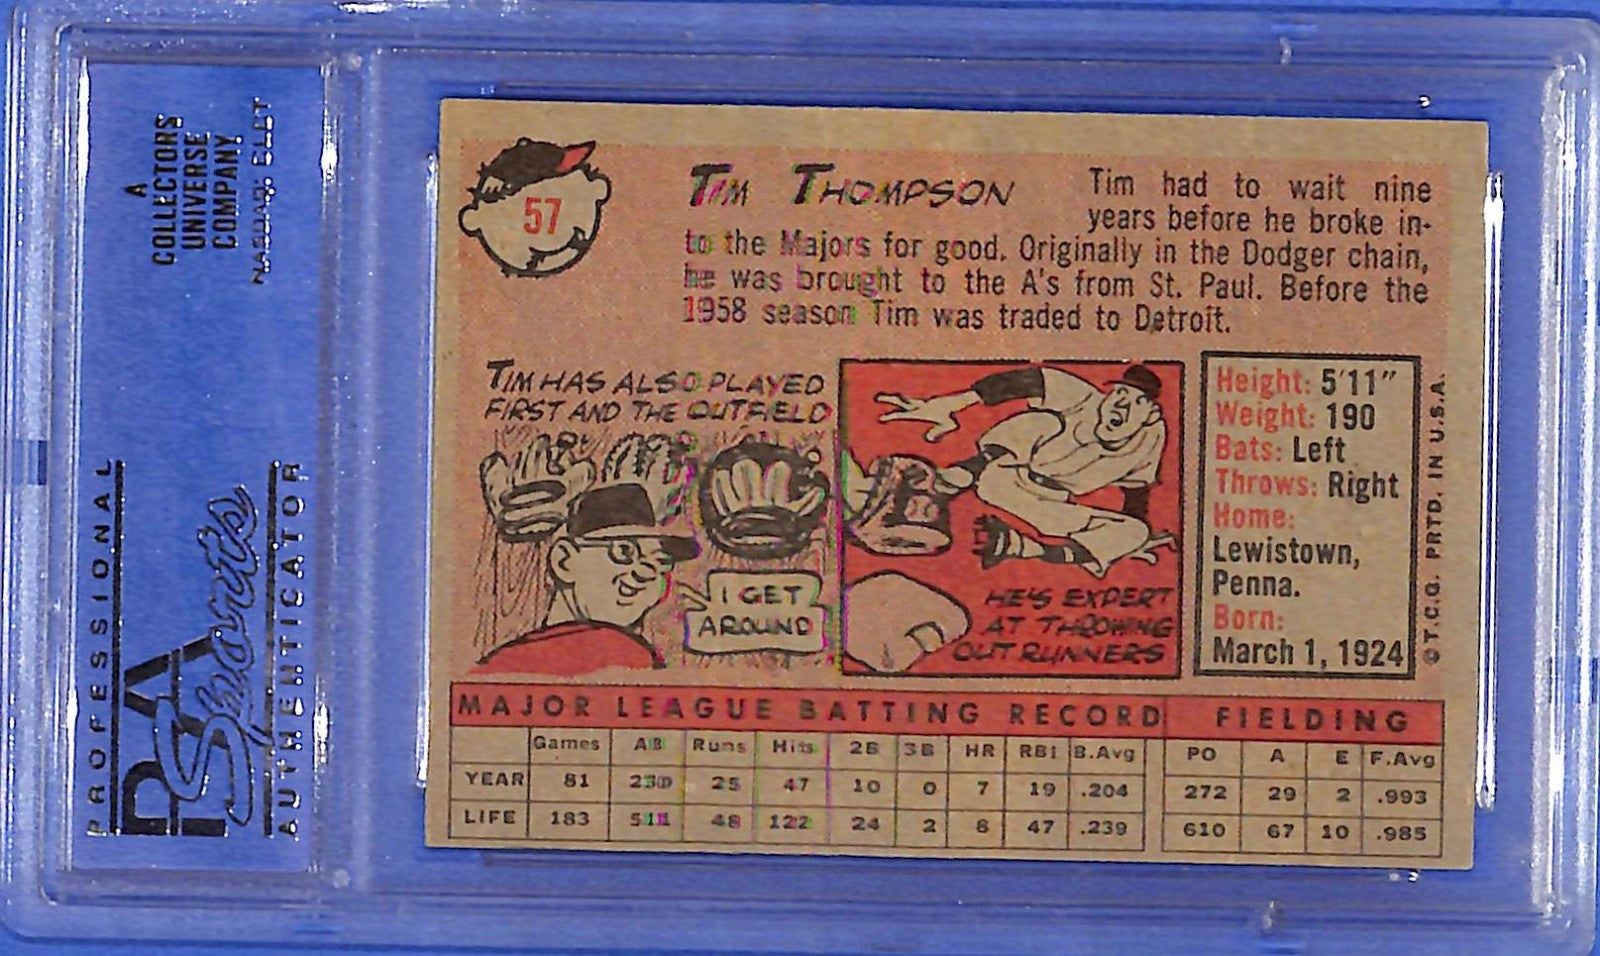 A
COLLECTORS
UNIVERSE
COMPANY
NASDAQ: CLCT
PROFESSIONAL
PSA
Sports
AUTHENTICATOR
57
TIM THOMPSON
Tim had to wait nine
years before he broke in-
to the Majors for good. Originally in the Dodger chain,
he was brought to the A's from St. Paul. Before the
1958 season Tim was traded to Detroit.
TIM HAS ALSO PLAYED
FIRST AND THE OUTFIELD
I GET
AROUND
HE'S EXPERT
AT THROWING
OUT RUNNERS
Height: 5'11"
Weight: 190
Bats: Left
Throws: Right
Home:
Lewistown,
Penna.
Born:
March 1, 1924
© T.C.G. PRTD. IN U.S.A.
MAJOR LEAGUE BATTING RECORD FIELDING
Games AB Runs Hits 2B 3B HR RBI B.Avg PO A E F.Avg
YEAR 81 230 25 47 10 0 7 19 .204 272 29 2 .993
LIFE 183 511 48 122 24 2 8 47 .239 610 67 10 .985